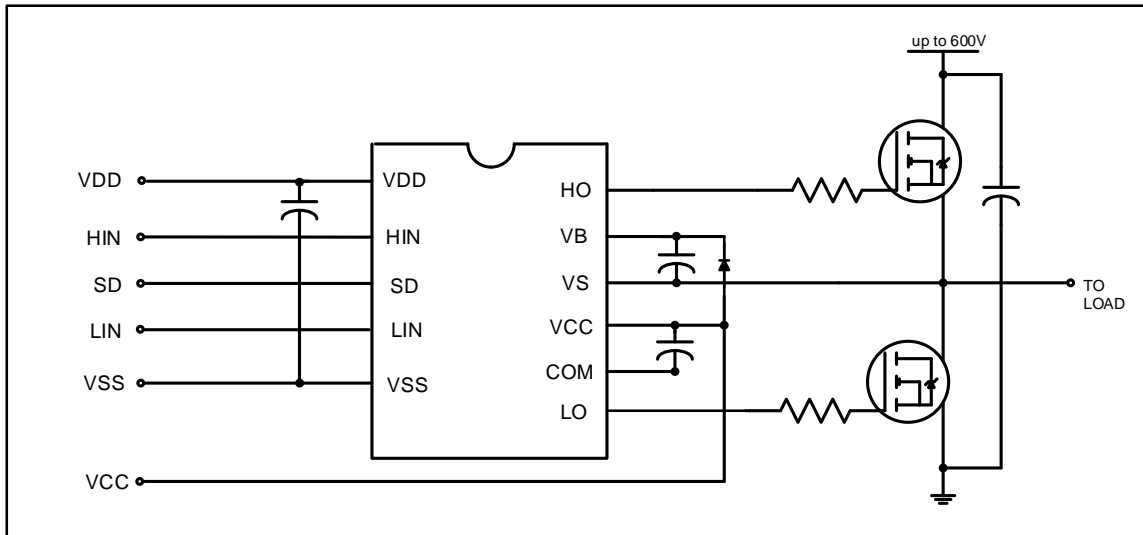 up to 600V
VDD
VDD
HO
HIN
HIN
VB
SD
SD
VS
TO
LOAD
LIN
LIN
VCC
COM
VSS
VSS
LO
VCC